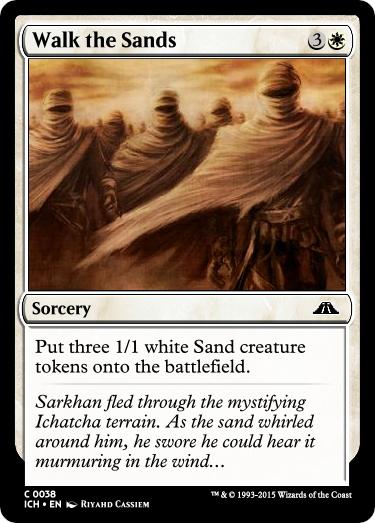 Walk the Sands 3
Sorcery
Put three 1/1 white Sand creature
tokens onto the battlefield.
Sarkhan fled through the mystifying
Ichatcha terrain. As the sand whirled
around him, he swore he could hear it
murmuring in the wind…
C 0038
ICH • EN Riyahd Cassiem
™ & © 1993-2015 Wizards of the Coast